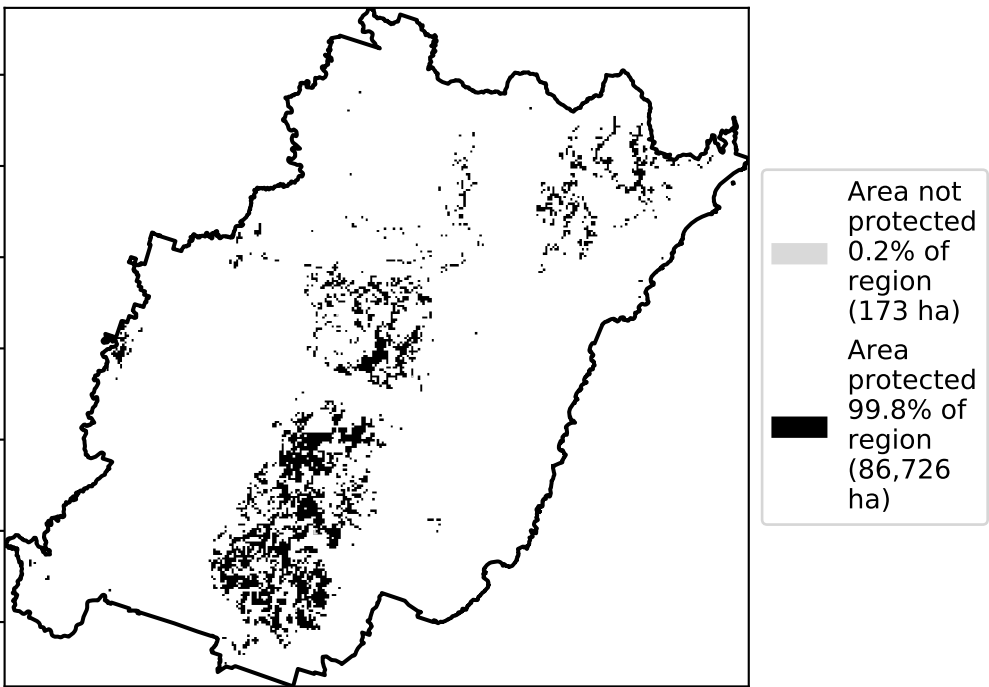 Area not
protected
0.2% of
region
(173 ha)
Area
protected
99.8% of
region
(86,726
ha)